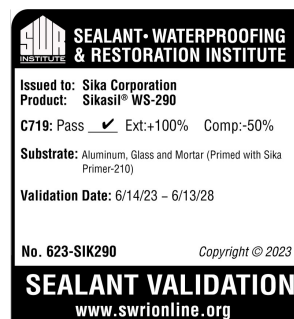 SWR
INSTITUTE
SEALANT• WATERPROOFING
& RESTORATION INSTITUTE
Issued to: Sika Corporation
Product: Sikasil® WS-290
C719: Pass ✔ Ext:+100% Comp:-50%
Substrate: Aluminum, Glass and Mortar (Primed with Sika
Primer-210)
Validation Date: 6/14/23 – 6/13/28
No. 623-SIK290 Copyright © 2023
SEALANT VALIDATION
www.swrionline.org